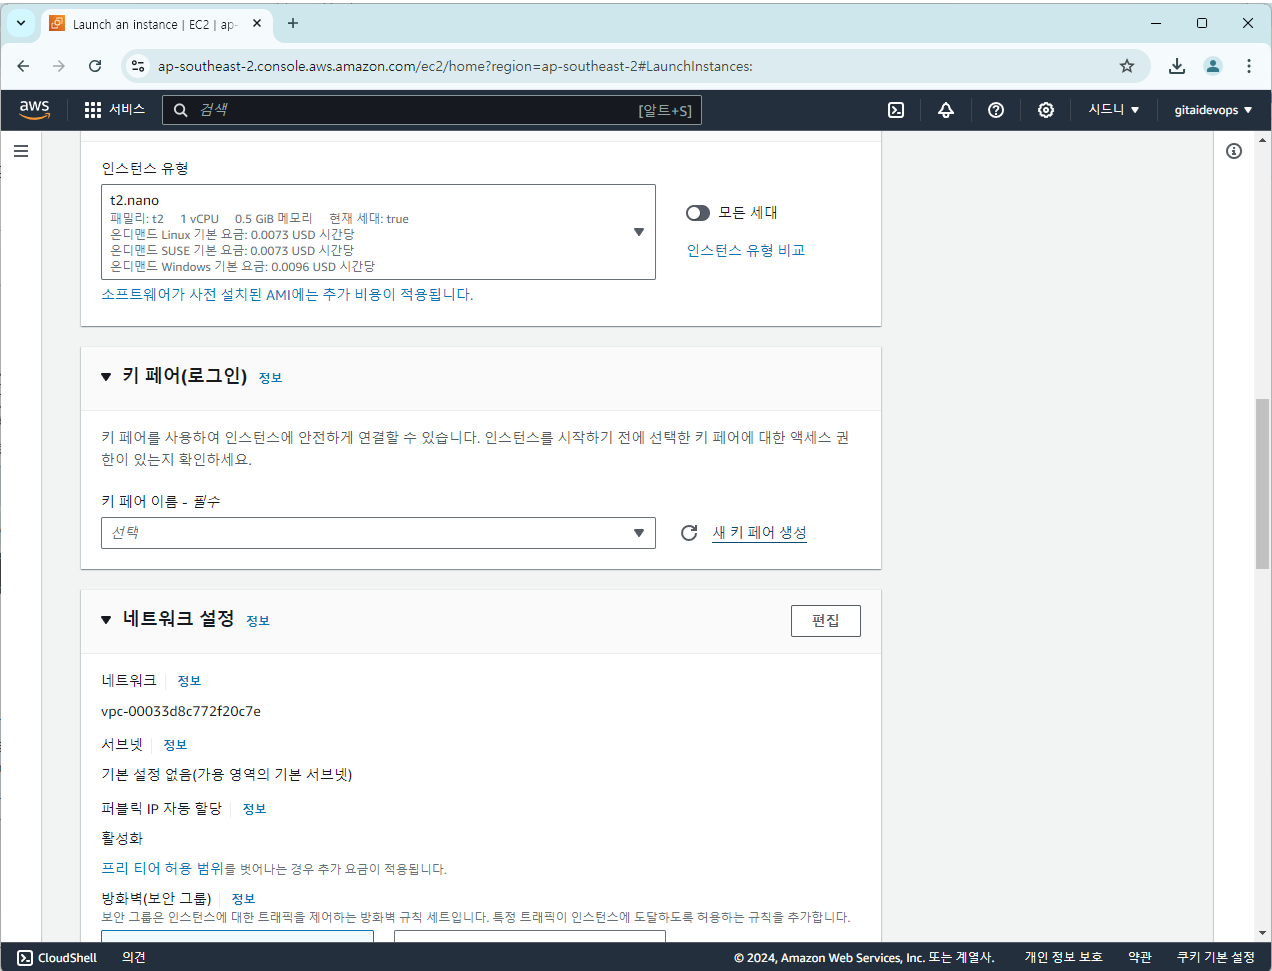 Launch an instance | EC2 | ap-
ap-southeast-2.console.aws.amazon.com/ec2/home?region=ap-southeast-2#LaunchInstances:
aws 서비스 검색 [알트+S] 시드니 gitaidevops
인스턴스 유형
t2.nano
패밀리: t2 1 vCPU 0.5 GiB 메모리 현재 세대: true
온디맨드 Linux 기본 요금: 0.0073 USD 시간당
온디맨드 SUSE 기본 요금: 0.0073 USD 시간당
온디맨드 Windows 기본 요금: 0.0096 USD 시간당
모든 세대
인스턴스 유형 비교
소프트웨어가 사전 설치된 AMI에는 추가 비용이 적용됩니다.
키 페어(로그인) 정보
키 페어를 사용하여 인스턴스에 안전하게 연결할 수 있습니다. 인스턴스를 시작하기 전에 선택한 키 페어에 대한 액세스 권
한이 있는지 확인하세요.
키 페어 이름 - 필수
선택
새 키 페어 생성
네트워크 설정 정보
편집
네트워크 정보
vpc-00033d8c772f20c7e
서브넷 정보
기본 설정 없음(가용 영역의 기본 서브넷)
퍼블릭 IP 자동 할당 정보
활성화
프리 티어 허용 범위를 벗어나는 경우 추가 요금이 적용됩니다.
방화벽(보안 그룹) 정보
보안 그룹은 인스턴스에 대한 트래픽을 제어하는 방화벽 규칙 세트입니다. 특정 트래픽이 인스턴스에 도달하도록 허용하는 규칙을 추가합니다.
CloudShell 의견 © 2024, Amazon Web Services, Inc. 또는 계열사. 개인 정보 보호 약관 쿠키 기본 설정